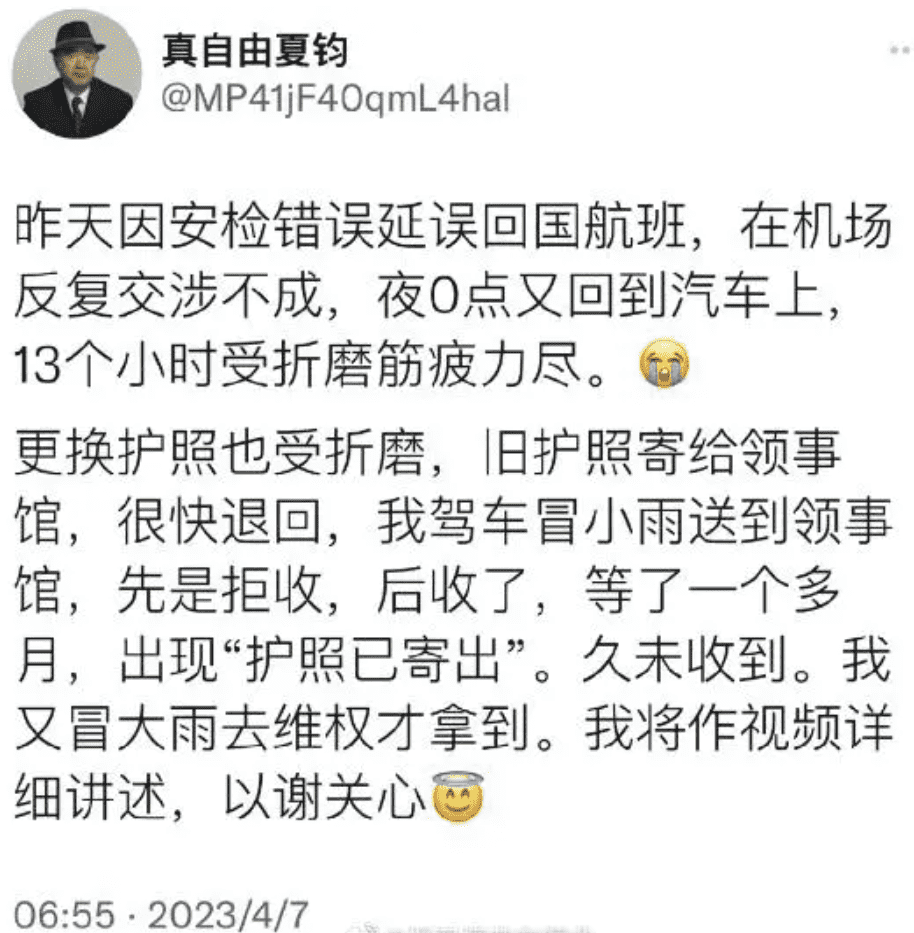 真自由夏钧
@MP41jF40qmL4hal
昨天因安检错误延误回国航班，在机场
反复交涉不成，夜0点又回到汽车上，
13个小时受折磨筋疲力尽。😭
更换护照也受折磨，旧护照寄给领事
馆，很快退回，我驾车冒小雨送到领事
馆，先是拒收，后收了，等了一个多
月，出现“护照已寄出”。久未收到。我
又冒大雨去维权才拿到。我将作视频详
细讲述，以谢关心😇
06:55 · 2023/4/7